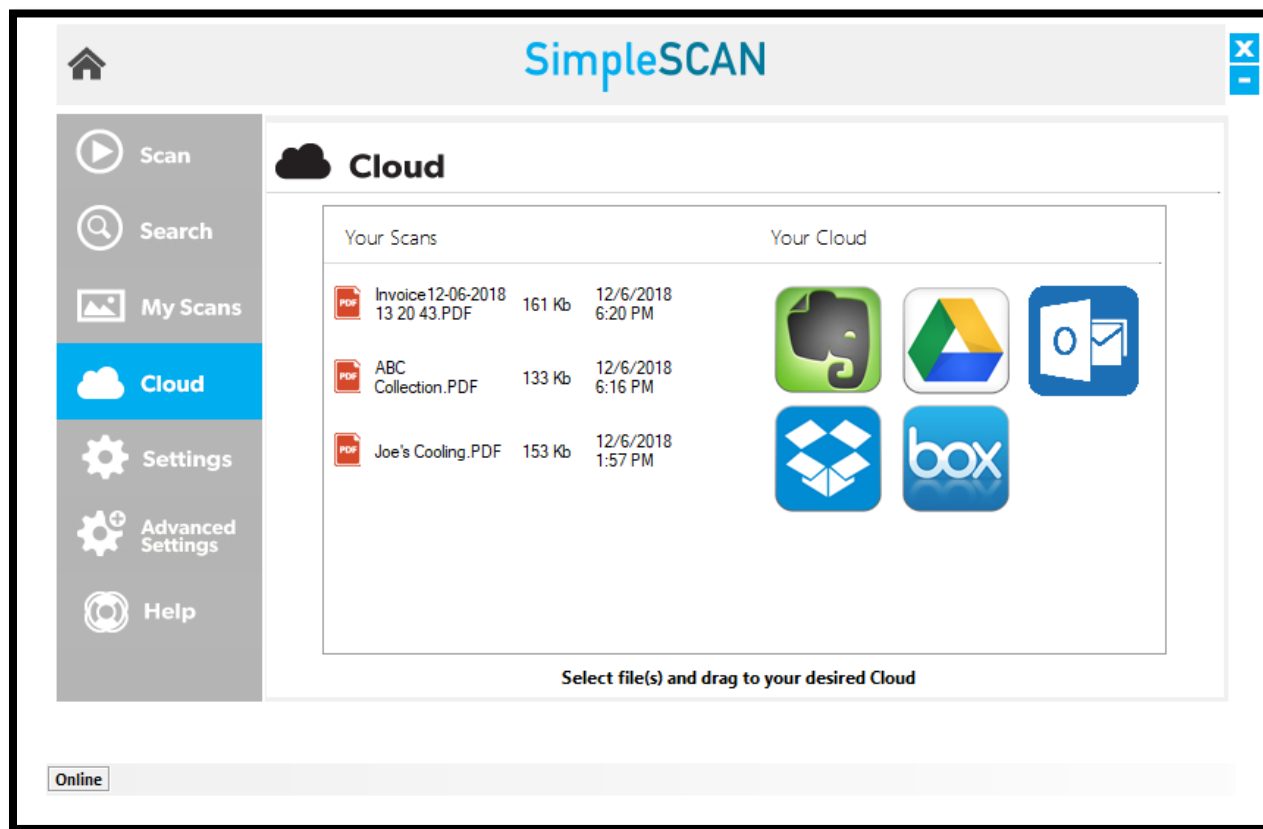 SimpleSCAN
X
-
Scan
Search
My Scans
Cloud
Settings
Advanced
Settings
Help
Cloud
Your Scans
Your Cloud
PDF
Invoice12-06-2018
13 20 43.PDF
161 Kb
12/6/2018
6:20 PM
PDF
ABC
Collection.PDF
133 Kb
12/6/2018
6:16 PM
PDF
Joe's Cooling.PDF
153 Kb
12/6/2018
1:57 PM
O
box
Select file(s) and drag to your desired Cloud
Online